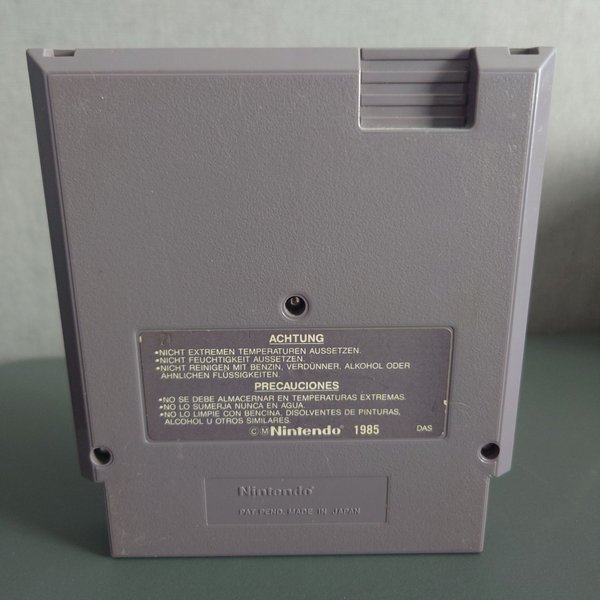 ACHTUNG
•NICHT EXTREMEN TEMPERATUREN AUSSETZEN.
•NICHT FEUCHTIGKEIT AUSSETZEN.
•NICHT REINIGEN MIT BENZIN, VERDÜNNER, ALKOHOL ODER
ÄHNLICHEN FLÜSSIGKEITEN.
PRECAUCIONES
•NO SE DEBE ALMACERNAR EN TEMPERATURAS EXTREMAS.
•NO LO SUMERJA NUNCA EN AGUA.
•NO LO LIMPIE CON BENCINA, DISOLVENTES DE PINTURAS,
ALCOHOL U OTROS SIMILARES.
ⒸⓂNintendo® 1985 DAS
Nintendo®
PAT. PEND. MADE IN JAPAN